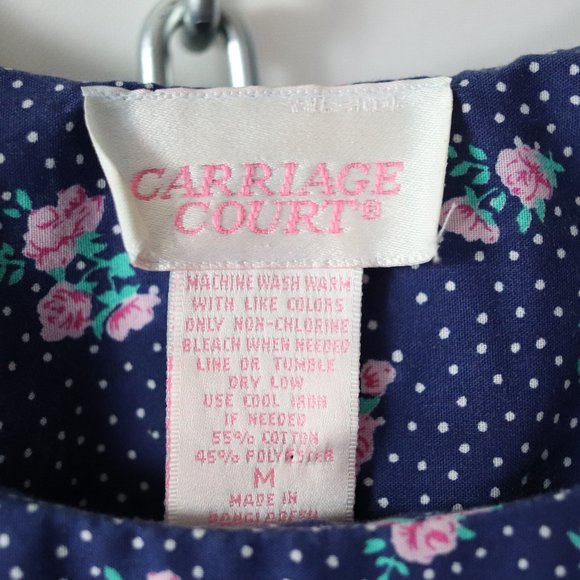 CARRIAGE
COURT®
MACHINE WASH WARM
WITH LIKE COLORS
ONLY NON-CHLORINE
BLEACH WHEN NEEDED
LINE OR TUMBLE
DRY LOW
USE COOL IRON
IF NEEDED
55% COTTON
45% POLYESTER
M
MADE IN
BANGLADESH